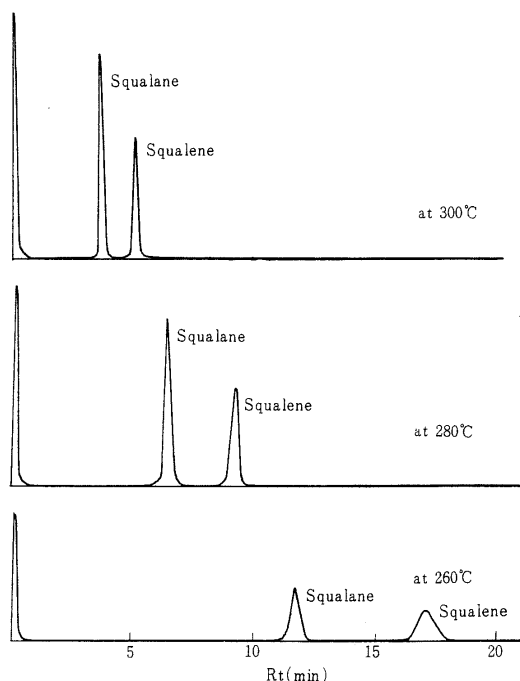 Squalane
Squalene
at 300℃
Squalane
Squalene
at 280℃
at 260℃
Squalane
Squalene
5 10 15 20
Rt(min)